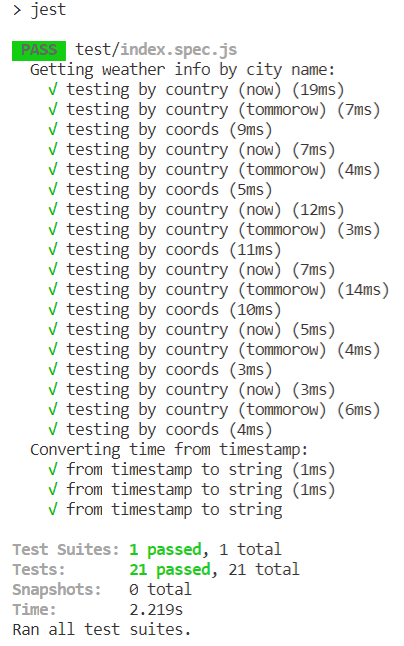 > jest
PASS test/index.spec.js
Getting weather info by city name:
√ testing by country (now) (19ms)
√ testing by country (tommorow) (7ms)
√ testing by coords (9ms)
√ testing by country (now) (7ms)
√ testing by country (tommorow) (4ms)
√ testing by coords (5ms)
√ testing by country (now) (12ms)
√ testing by country (tommorow) (3ms)
√ testing by coords (11ms)
√ testing by country (now) (7ms)
√ testing by country (tommorow) (14ms)
√ testing by coords (10ms)
√ testing by country (now) (5ms)
√ testing by country (tommorow) (4ms)
√ testing by coords (3ms)
√ testing by country (now) (3ms)
√ testing by country (tommorow) (6ms)
√ testing by coords (4ms)
Converting time from timestamp:
√ from timestamp to string (1ms)
√ from timestamp to string (1ms)
√ from timestamp to string
Test Suites: 1 passed, 1 total
Tests: 21 passed, 21 total
Snapshots: 0 total
Time: 2.219s
Ran all test suites.